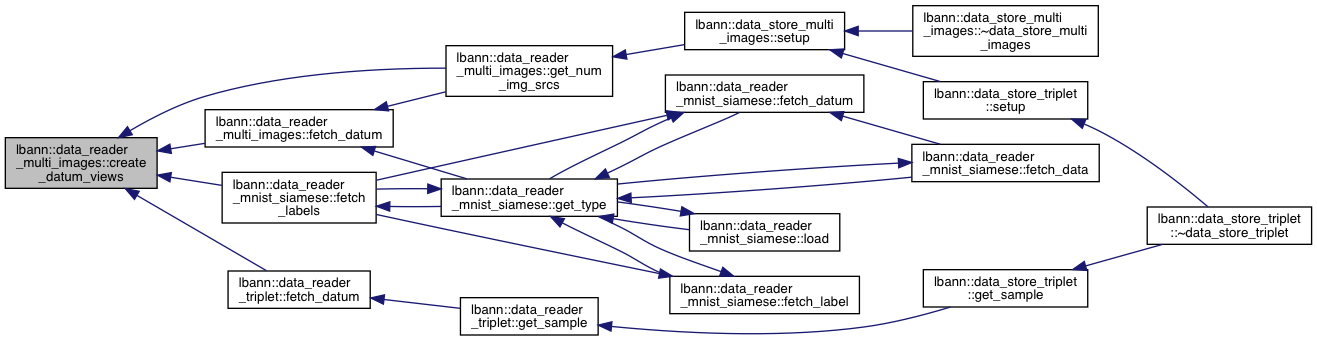 lbann::data_reader
_multi_images::create
_datum_views
lbann::data_reader
_multi_images::get_num
_img_srcs
lbann::data_reader
_multi_images::fetch_datum
lbann::data_reader
_mnist_siamese::fetch
_labels
lbann::data_reader
_triplet::fetch_datum
lbann::data_store_multi
_images::setup
lbann::data_store_multi
_images::~data_store_multi
_images
lbann::data_store_triplet
::setup
lbann::data_reader
_mnist_siamese::fetch_datum
lbann::data_reader
_mnist_siamese::get_type
lbann::data_reader
_mnist_siamese::fetch_data
lbann::data_reader
_mnist_siamese::load
lbann::data_reader
_mnist_siamese::fetch_label
lbann::data_reader
_triplet::get_sample
lbann::data_store_triplet
::get_sample
lbann::data_store_triplet
::~data_store_triplet